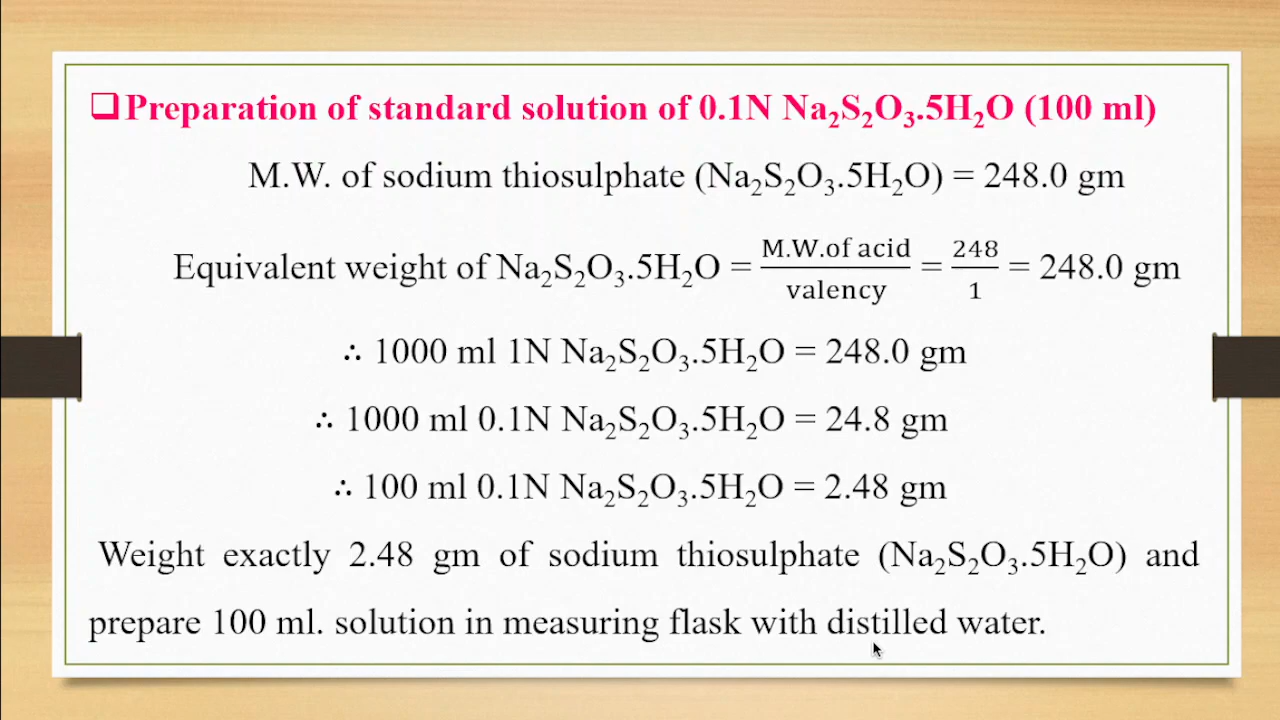 ❑Preparation of standard solution of 0.1N Na₂S₂O₃.5H₂O (100 ml)
M.W. of sodium thiosulphate (Na₂S₂O₃.5H₂O) = 248.0 gm
Equivalent weight of Na₂S₂O₃.5H₂O = M.W.of acid / valency = 248 / 1 = 248.0 gm
∴ 1000 ml 1N Na₂S₂O₃.5H₂O = 248.0 gm
∴ 1000 ml 0.1N Na₂S₂O₃.5H₂O = 24.8 gm
∴ 100 ml 0.1N Na₂S₂O₃.5H₂O = 2.48 gm
Weight exactly 2.48 gm of sodium thiosulphate (Na₂S₂O₃.5H₂O) and
prepare 100 ml. solution in measuring flask with distilled water.